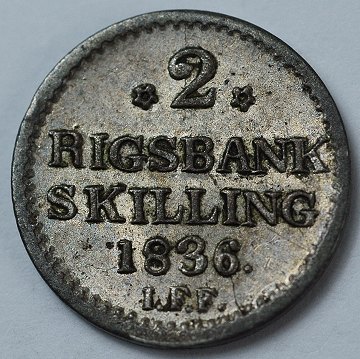 2
RIGSBANK
SKILLING
1836.
I.F.F.